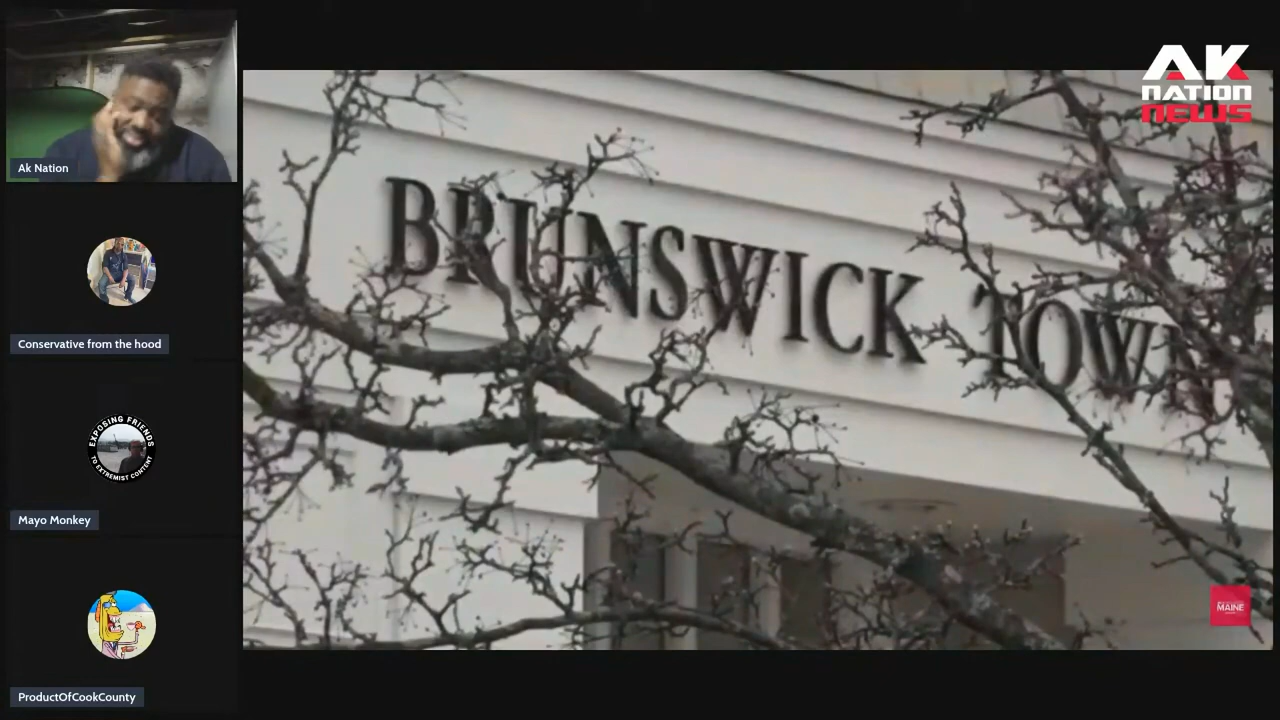 AK
NATION
NEWS
BRUNSWICK TOWN
Ak Nation
Conservative from the hood
EXPOSING FRIENDS
TO EXTREMIST CONTENT
Mayo Monkey
ProductOfCookCounty
MAINE